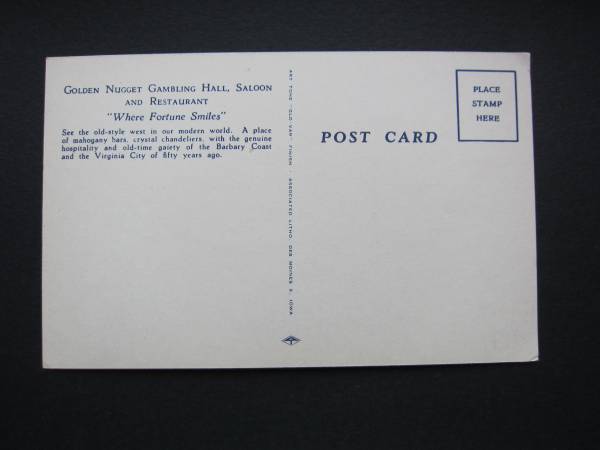 GOLDEN NUGGET GAMBLING HALL, SALOON
AND RESTAURANT
"Where Fortune Smiles"
See the old-style west in our modern world. A place
of mahogany bars, crystal chandeliers, with the genuine
hospitality and old-time gaiety of the Barbary Coast
and the Virginia City of fifty years ago.
ART TONE "OLD VAN" FINISH - ASSOCIATED LITHO. DES MOINES 9, IOWA
POST CARD
PLACE
STAMP
HERE